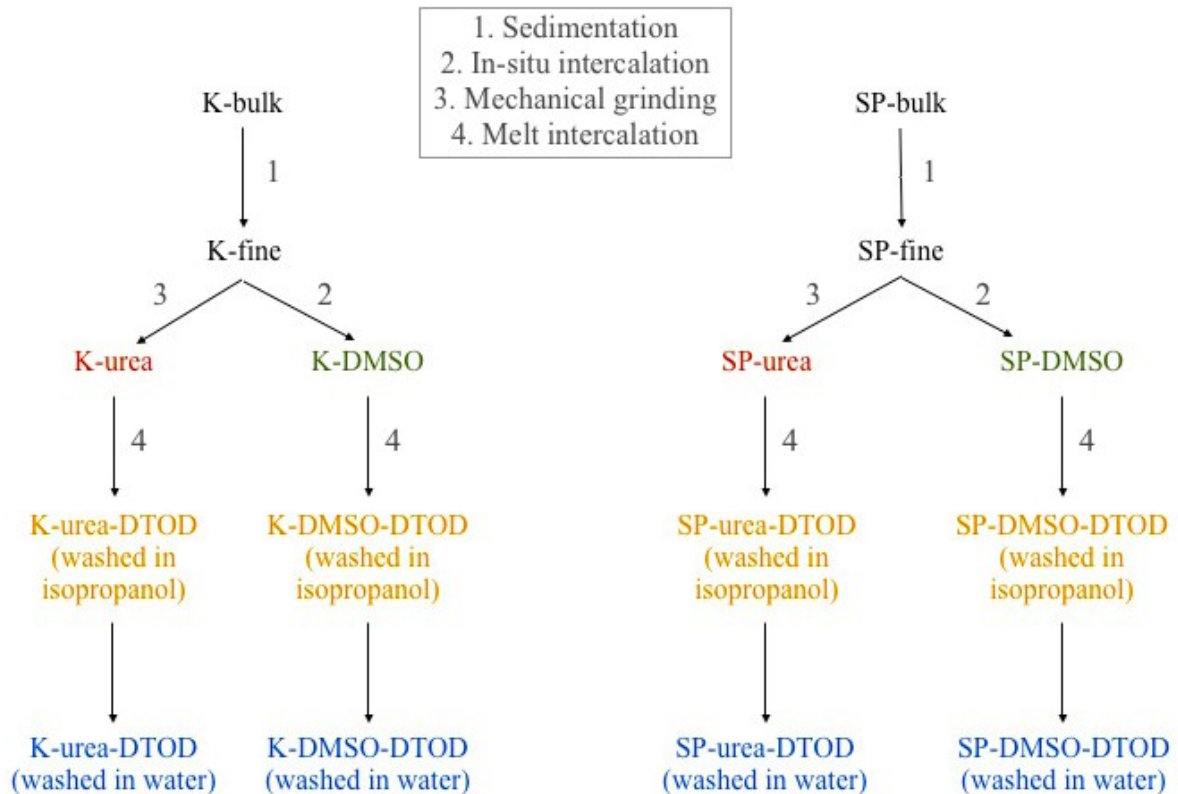 1. Sedimentation
2. In-situ intercalation
3. Mechanical grinding
4. Melt intercalation
K-bulk
SP-bulk
1
1
K-fine
SP-fine
3
2
3
2
K-urea
K-DMSO
SP-urea
SP-DMSO
4
4
4
4
K-urea-DTOD
(washed in
isopropanol)
K-DMSO-DTOD
(washed in
isopropanol)
SP-urea-DTOD
(washed in
isopropanol)
SP-DMSO-DTOD
(washed in
isopropanol)
K-urea-DTOD
(washed in water)
K-DMSO-DTOD
(washed in water)
SP-urea-DTOD
(washed in water)
SP-DMSO-DTOD
(washed in water)